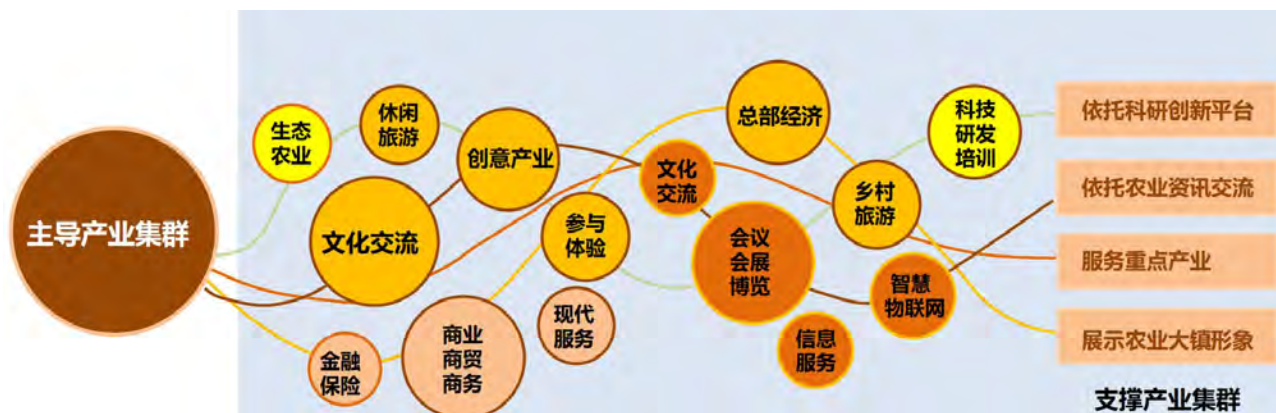 主导产业集群
生态
农业
休闲
旅游
文化交流
创意产业
金融
保险
商业
商贸
商务
参与
体验
现代
服务
文化
交流
总部经济
会议
会展
博览
信息
服务
乡村
旅游
智慧
物联网
科技
研发
培训
依托科研创新平台
依托农业资讯交流
服务重点产业
展示农业大镇形象
支撑产业集群